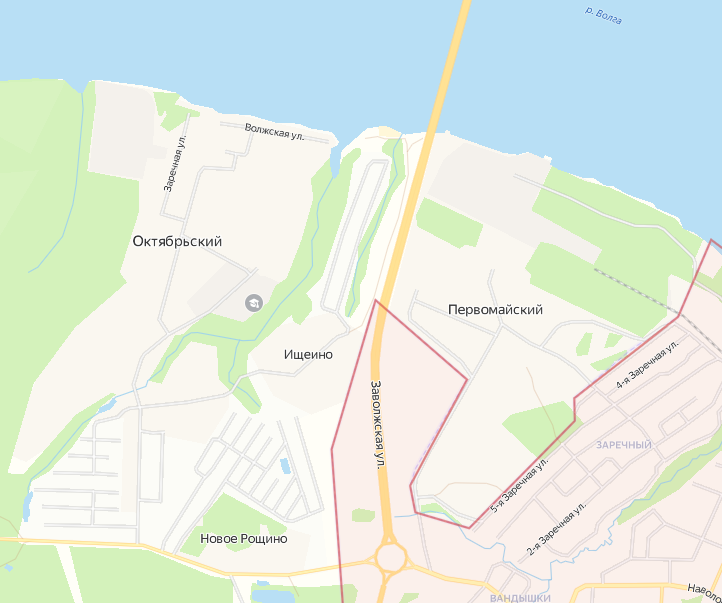 р. Волга
Волжская ул.
Заречная ул.
Октябрьский
Первомайский
Ищеино
4-я Заречная ул.
Заволжская ул.
ЗАРЕЧНЫЙ
5-я Заречная ул.
2-я Заречная ул.
Новое Рощино
ВАНДЫШКИ
Наволо